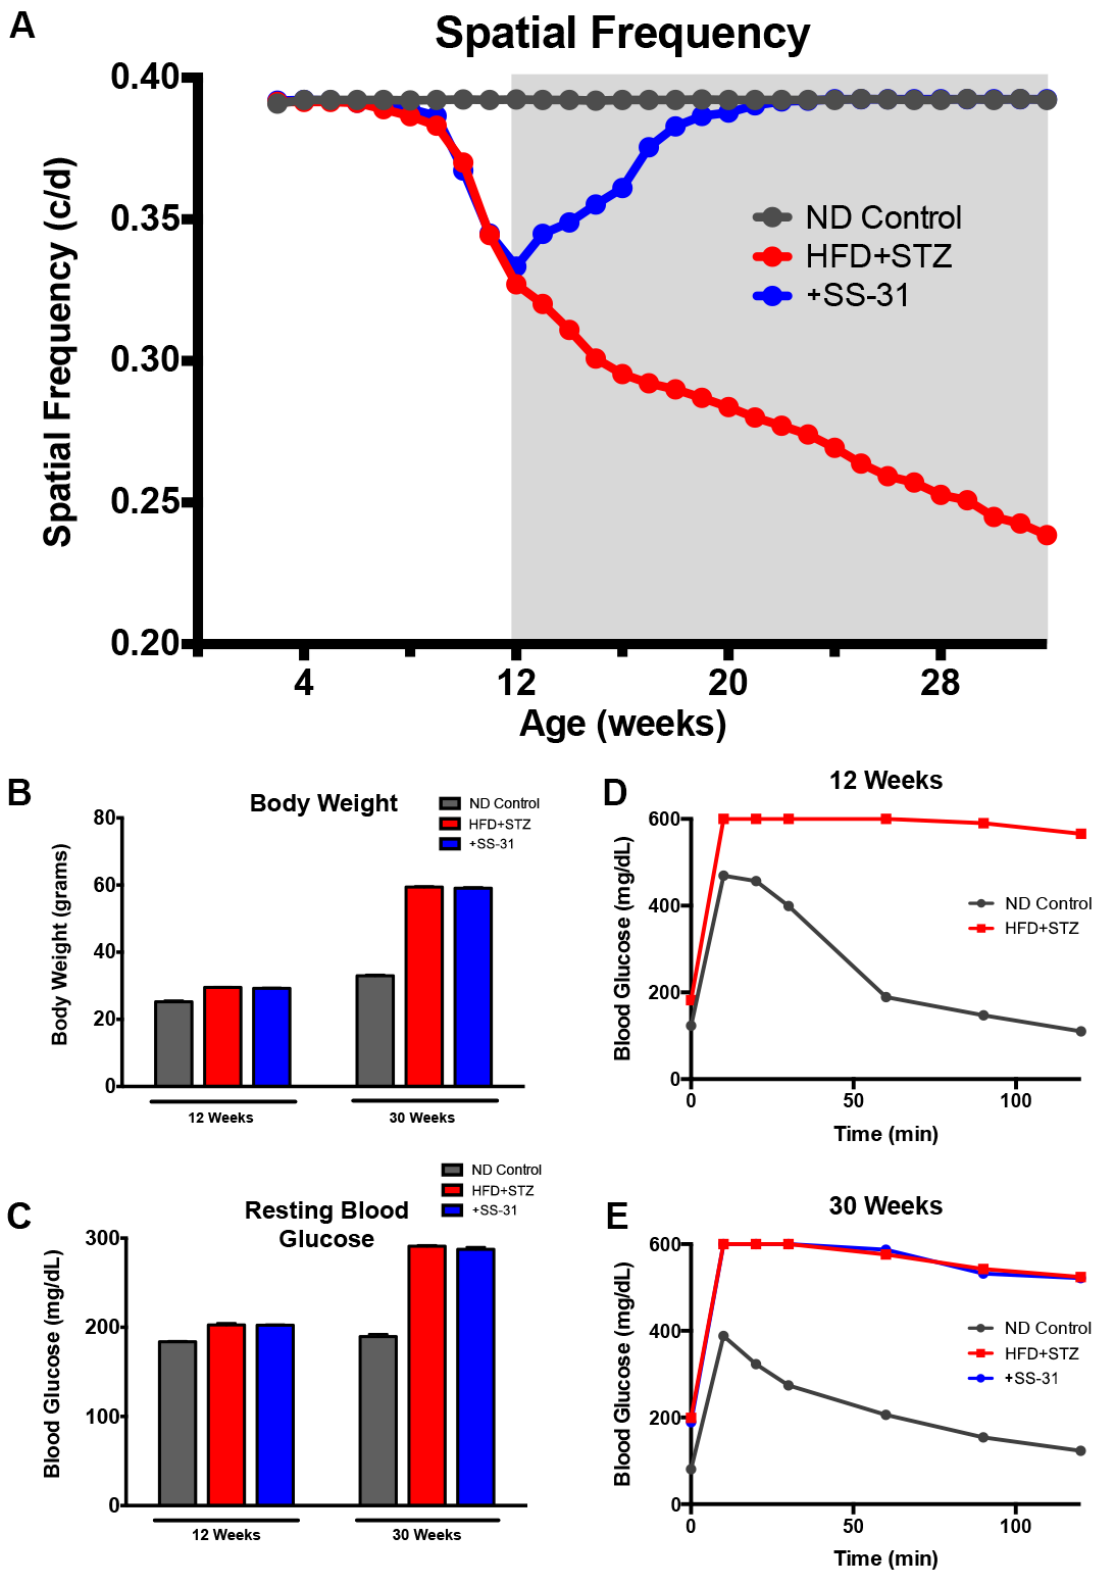 A
Spatial Frequency
0.40
0.35
0.30
0.25
0.20
Spatial Frequency (c/d)
ND Control
HFD+STZ
+SS-31
4
12
20
28
Age (weeks)
B
Body Weight
ND Control
HFD+STZ
+SS-31
80
60
40
20
0
Body Weight (grams)
12 Weeks
30 Weeks
C
Resting Blood
Glucose
ND Control
HFD+STZ
+SS-31
300
200
100
0
Blood Glucose (mg/dL)
12 Weeks
30 Weeks
D
12 Weeks
600
400
200
0
Blood Glucose (mg/dL)
ND Control
HFD+STZ
0
50
100
Time (min)
E
30 Weeks
600
400
200
0
Blood Glucose (mg/dL)
ND Control
HFD+STZ
+SS-31
0
50
100
Time (min)